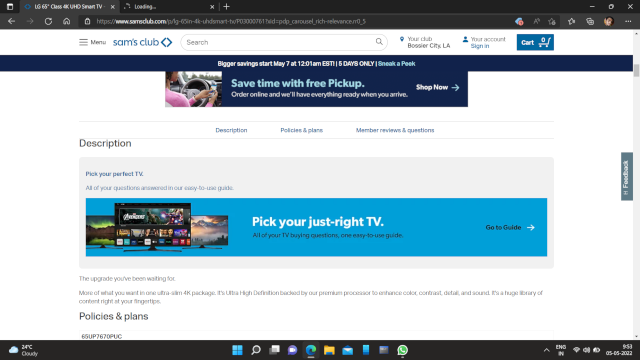 LG 65" Class 4K UHD Smart TV -
Loading...
https://www.samsclub.com/p/lg-65in-4k-uhdsmart-tv/P03000761?xid=pdp_carousel_rich-relevance.rr0_5
Menu
sam's club
Search
Your club
Bossier City, LA
Your account
Sign in
Cart
0
Bigger savings start May 7 at 12:01am EST! | 5 DAYS ONLY | Sneak a Peek
Save time with free Pickup.
Order online and we'll have everything ready when you arrive.
Shop Now
Description
Policies & plans
Member reviews & questions
Description
Feedback
Pick your perfect TV.
All of your questions answered in our easy-to-use guide.
Pick your just-right TV.
All of your TV buying questions, one easy-to-use guide.
Go to Guide
The upgrade you've been waiting for.
More of what you want in one ultra-slim 4K package. It's Ultra High Definition backed by our premium processor to enhance color, contrast, detail, and sound. It's a huge library of
content right at your fingertips.
Policies & plans
65UP7670PUC
24°C
Cloudy
ENG
IN
9:53
05-05-2022